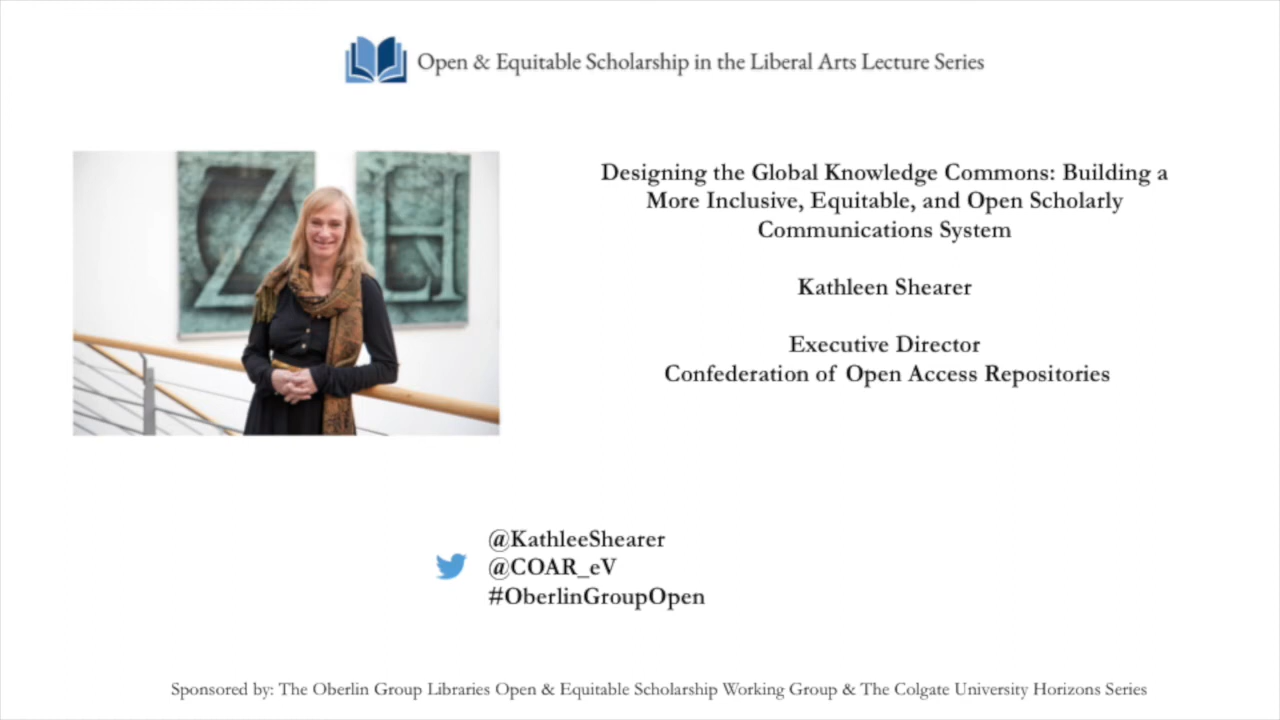 Open & Equitable Scholarship in the Liberal Arts Lecture Series
Designing the Global Knowledge Commons: Building a
More Inclusive, Equitable, and Open Scholarly
Communications System
Kathleen Shearer
Executive Director
Confederation of Open Access Repositories
@KathleeShearer
@COAR_eV
#OberlinGroupOpen
Sponsored by: The Oberlin Group Libraries Open & Equitable Scholarship Working Group & The Colgate University Horizons Series